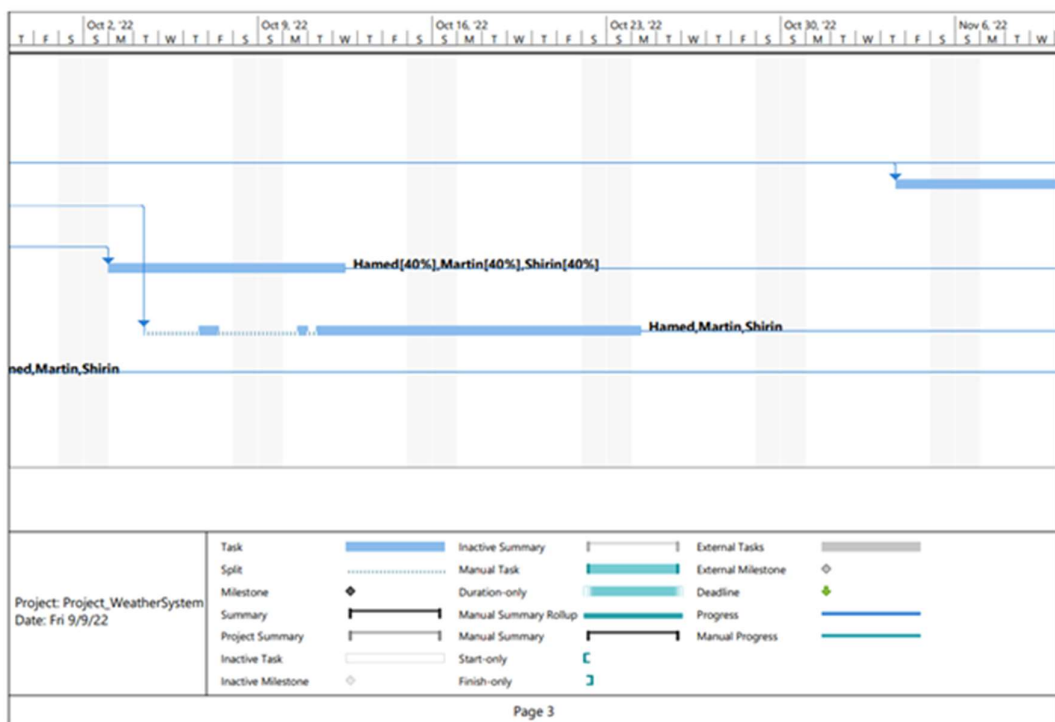 Oct 2, '22 Oct 9, '22 Oct 16, '22 Oct 23, '22 Oct 30, '22 Nov 6, '22
T F S S M T W T F S S M T W T F S S M T W T F S S M T W T F S S M T W T F S S M T W
Hamed[40%],Martin[40%],Shirin[40%]
Hamed,Martin,Shirin
med,Martin,Shirin
Project: Project_WeatherSystem
Date: Fri 9/9/22
Task
Split
Milestone
Summary
Project Summary
Inactive Task
Inactive Milestone
Inactive Summary
Manual Task
Duration-only
Manual Summary Rollup
Manual Summary
Start-only
Finish-only
External Tasks
External Milestone
Deadline
Progress
Manual Progress
Page 3